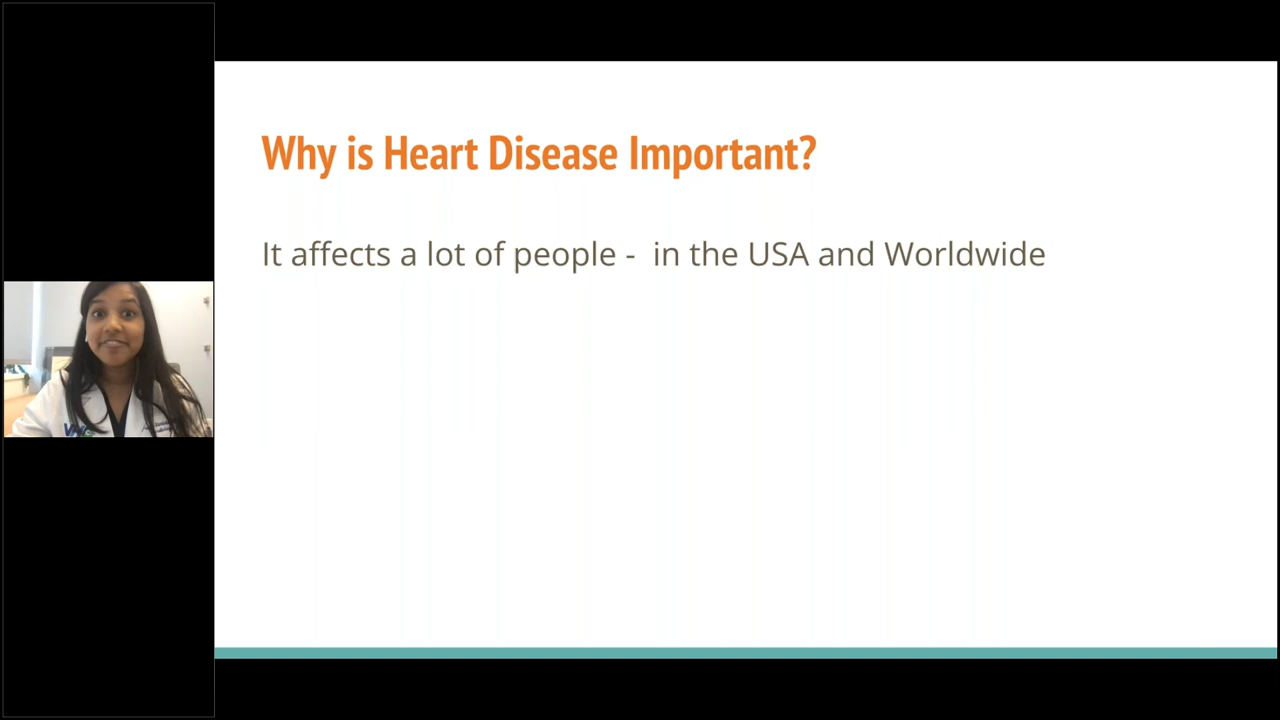 Why is Heart Disease Important?
It affects a lot of people -  in the USA and Worldwide